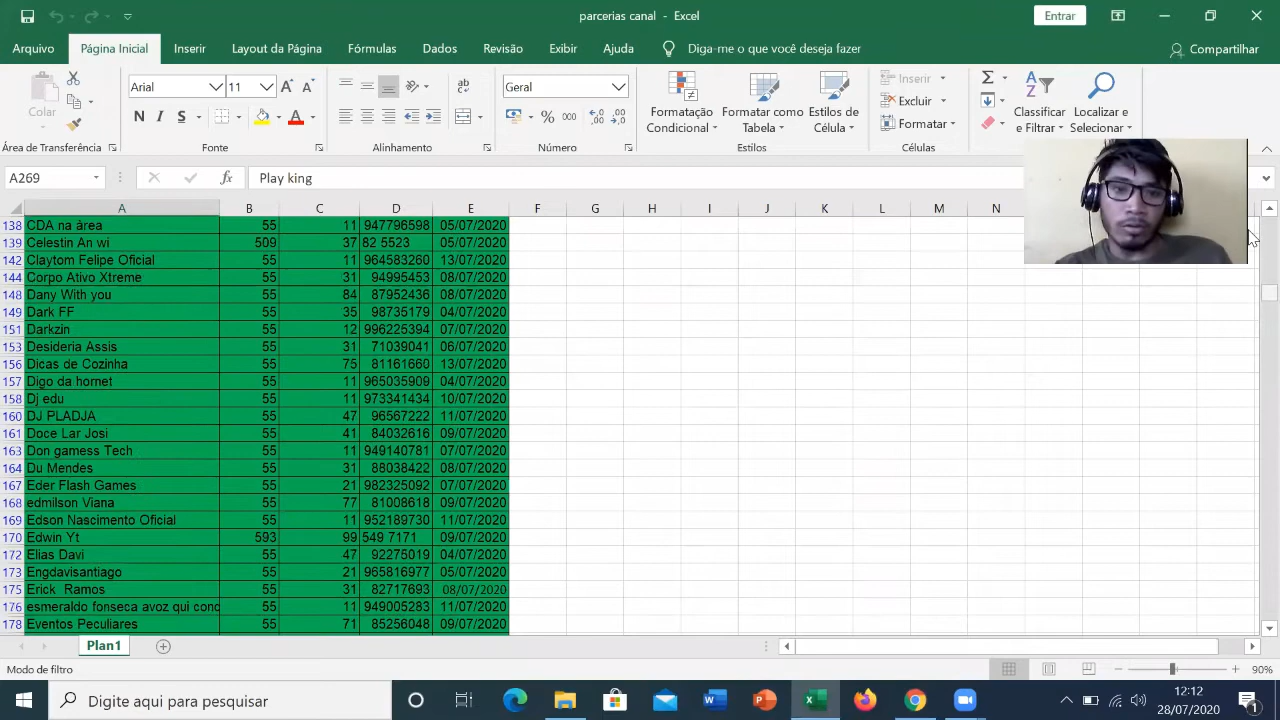 parcerias canal - Excel
Entrar
Arquivo Página Inicial Inserir Layout da Página Fórmulas Dados Revisão Exibir Ajuda Diga-me o que você deseja fazer Compartilhar
Colar
Arial 11
N I S
Geral
% 000
Formatação Condicional
Formatar como Tabela
Estilos de Célula
Inserir
Excluir
Formatar
Classificar e Filtrar
Localizar e Selecionar
Área de Transferência Fonte Alinhamento Número Estilos Células
A269 fx Play king
A B C D E F G H I J K L M N
138 CDA na àrea 55 11 947796598 05/07/2020
139 Celestin An wi 509 37 82 5523 05/07/2020
142 Claytom Felipe Oficial 55 11 964583260 13/07/2020
144 Corpo Ativo Xtreme 55 31 94995453 08/07/2020
148 Dany With you 55 84 87952436 08/07/2020
149 Dark FF 55 35 98735179 04/07/2020
151 Darkzin 55 12 996225394 07/07/2020
153 Desideria Assis 55 31 71039041 06/07/2020
156 Dicas de Cozinha 55 75 81161660 13/07/2020
157 Digo da hornet 55 11 965035909 04/07/2020
158 Dj edu 55 11 973341434 10/07/2020
160 DJ PLADJA 55 47 96567222 11/07/2020
161 Doce Lar Josi 55 41 84032616 09/07/2020
163 Don gamess Tech 55 11 949140781 07/07/2020
164 Du Mendes 55 31 88038422 08/07/2020
167 Eder Flash Games 55 21 982325092 07/07/2020
168 edmilson Viana 55 77 81008618 09/07/2020
169 Edson Nascimento Oficial 55 11 952189730 11/07/2020
170 Edwin Yt 593 99 549 7171 09/07/2020
172 Elias Davi 55 47 92275019 04/07/2020
173 Engdavisantiago 55 21 965816977 05/07/2020
175 Erick Ramos 55 31 82717693 08/07/2020
176 esmeraldo fonseca avoz qui conc 55 11 949005283 11/07/2020
178 Eventos Peculiares 55 71 85256048 09/07/2020
Plan1
Modo de filtro 90%
Digite aqui para pesquisar
12:12
28/07/2020